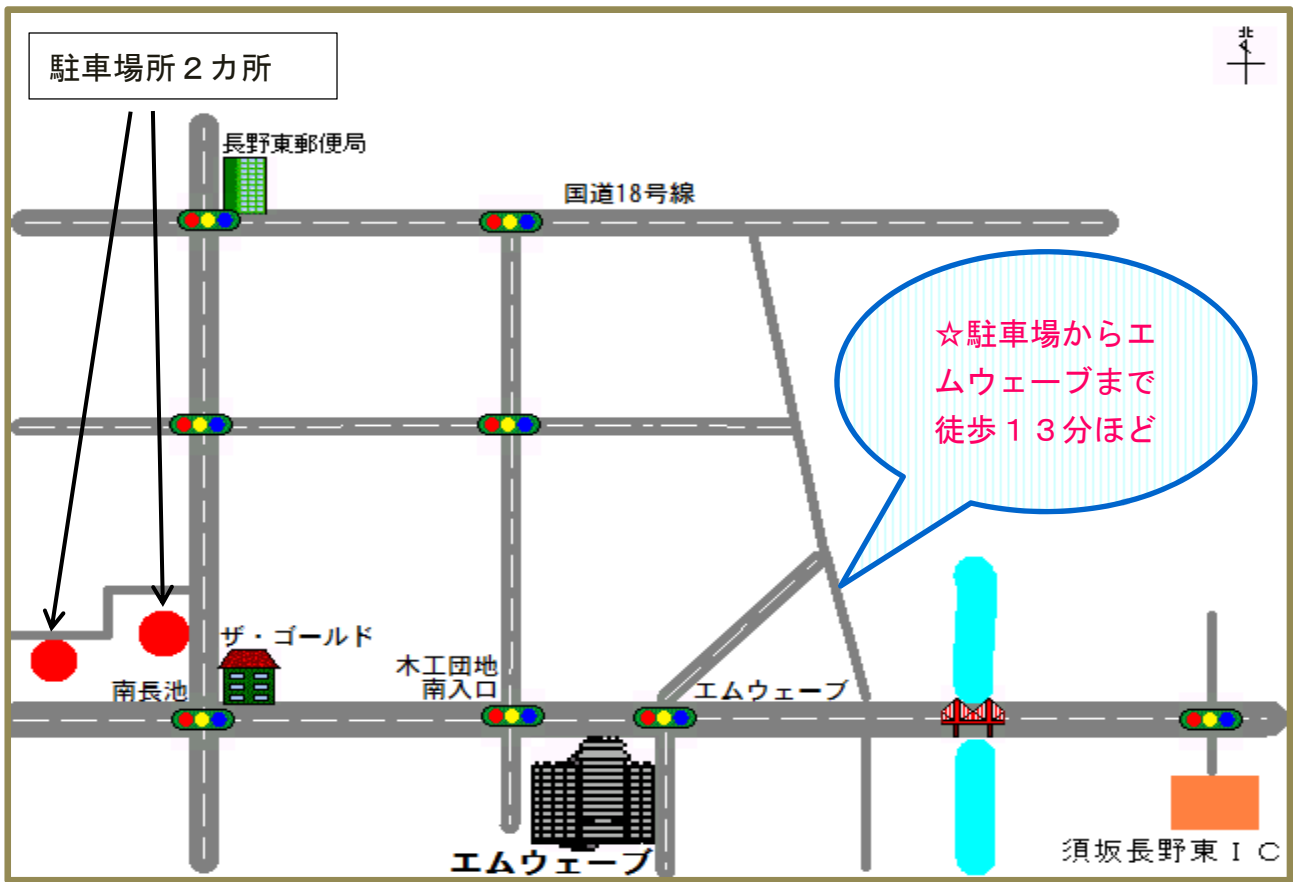 北
駐車場所２カ所
長野東郵便局
国道18号線
☆駐車場からエ
ムウェーブまで
徒歩１３分ほど
ザ・ゴールド
南長池
木工団地
南入口
エムウェーブ
エムウェーブ
須坂長野東ＩＣ